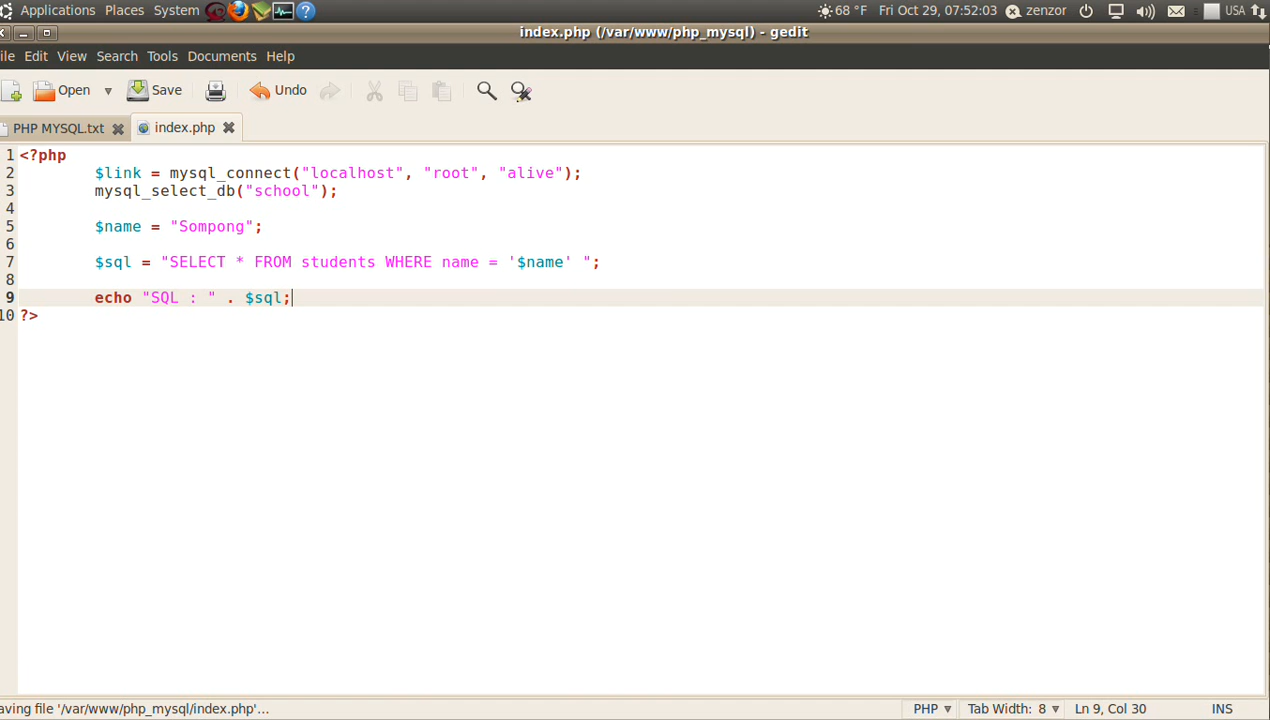 Applications Places System 68 °F Fri Oct 29, 07:52:03 zenzor USA
index.php (/var/www/php_mysql) - gedit
ile Edit View Search Tools Documents Help
Open Save Undo
PHP MYSQL.txt index.php
1 <?php
2 $link = mysql_connect("localhost", "root", "alive");
3 mysql_select_db("school");
4
5 $name = "Sompong";
6
7 $sql = "SELECT * FROM students WHERE name = '$name' ";
8
9 echo "SQL : " . $sql;
10 ?>
aving file '/var/www/php_mysql/index.php'... PHP Tab Width: 8 Ln 9, Col 30 INS